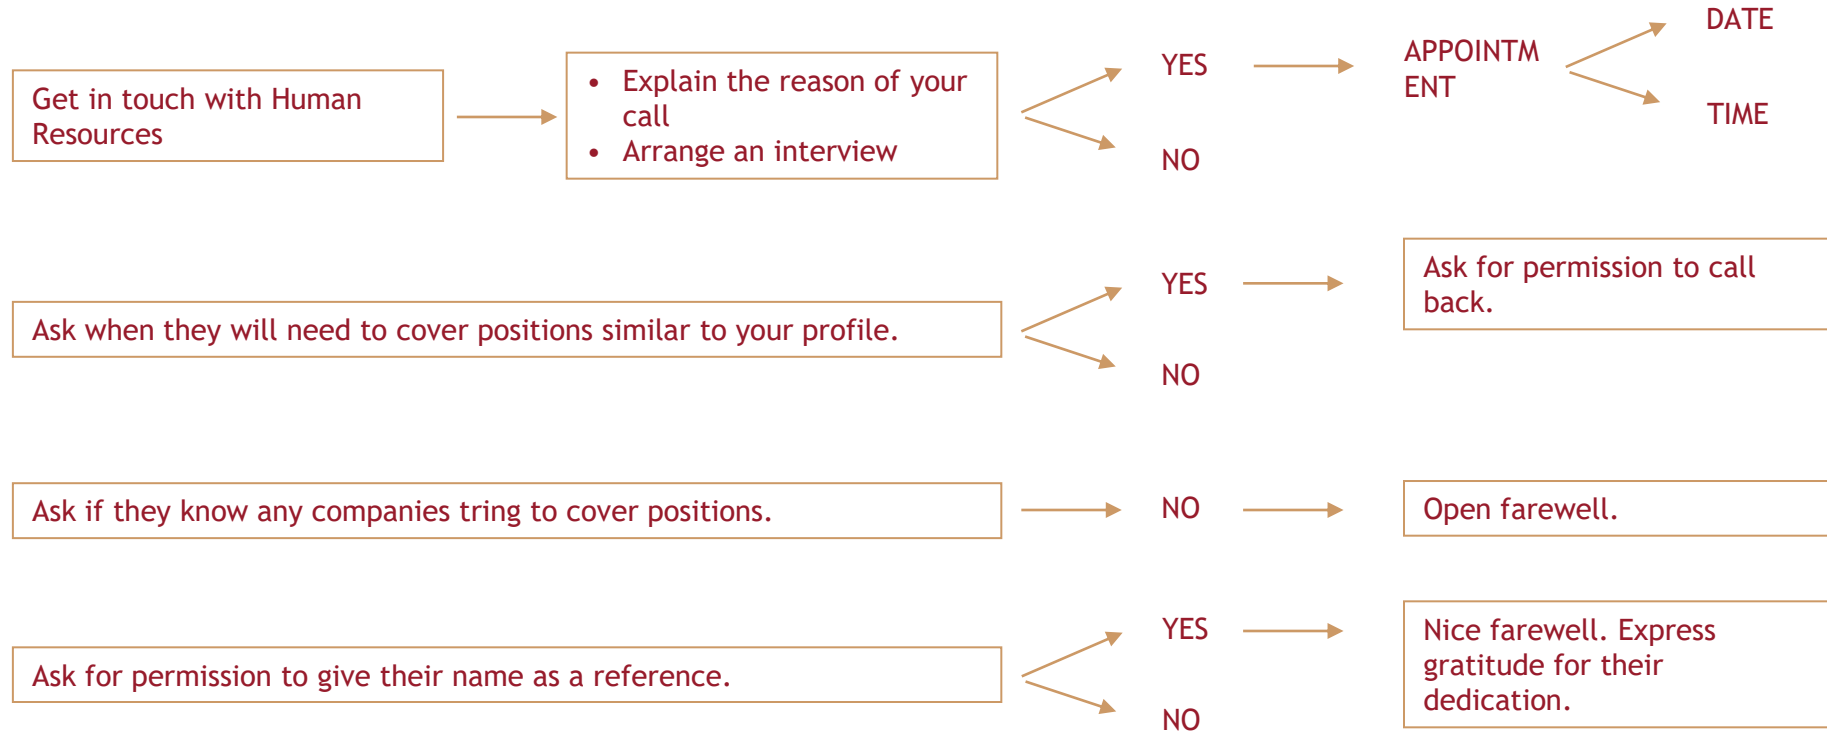 Get in touch with Human
Resources
• Explain the reason of your
call
• Arrange an interview
YES
NO
APPOINTM
ENT
DATE
TIME
Ask when they will need to cover positions similar to your profile.
YES
NO
Ask for permission to call
back.
Ask if they know any companies tring to cover positions.
NO
Open farewell.
Ask for permission to give their name as a reference.
YES
NO
Nice farewell. Express
gratitude for their
dedication.